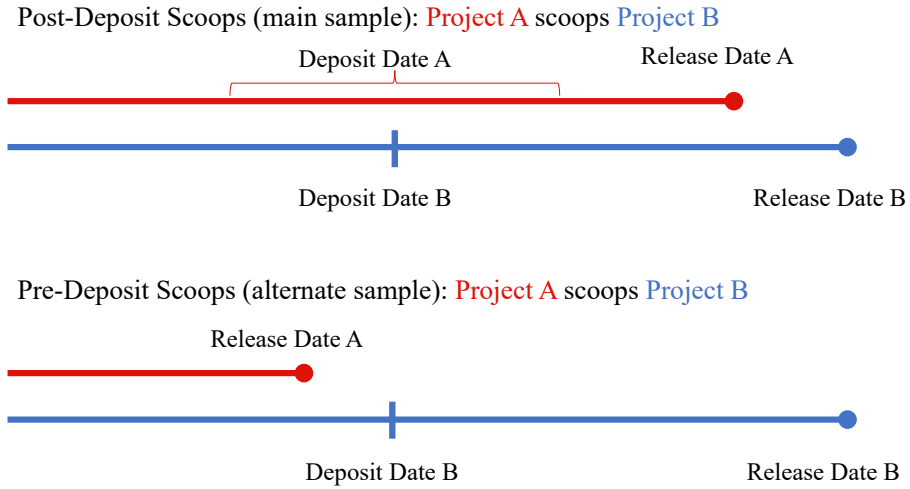 Post-Deposit Scoops (main sample): Project A scoops Project B
Deposit Date A
Release Date A
Deposit Date B
Release Date B
Pre-Deposit Scoops (alternate sample): Project A scoops Project B
Release Date A
Deposit Date B
Release Date B